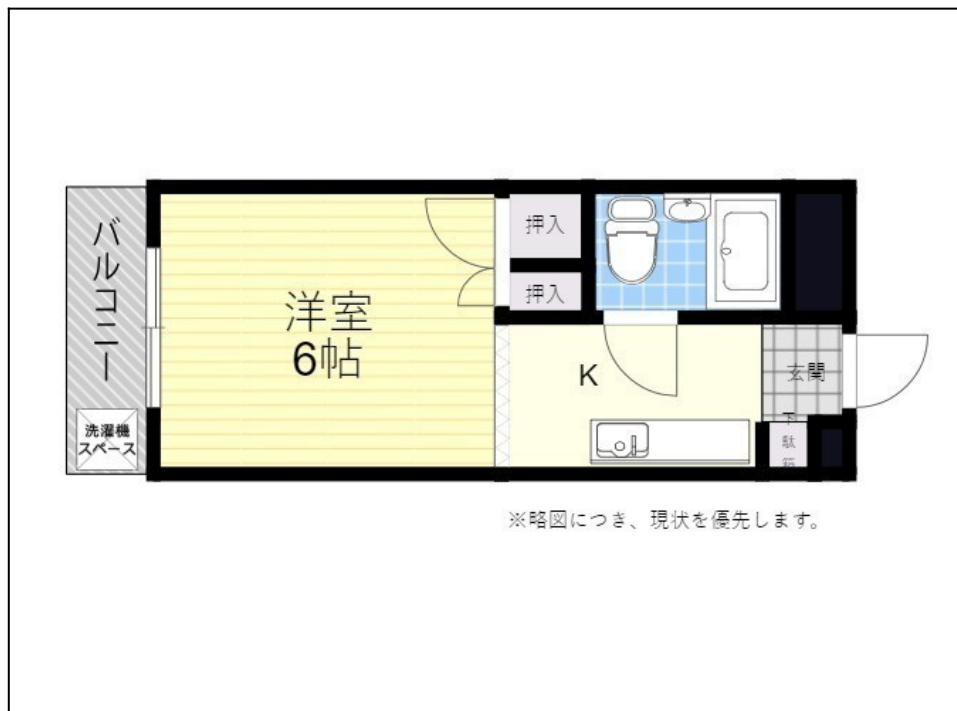 バルコニー
洗濯機
スペース
洋室
6帖
押入
押入
K
玄関
下駄箱
※略図につき、現状を優先します。